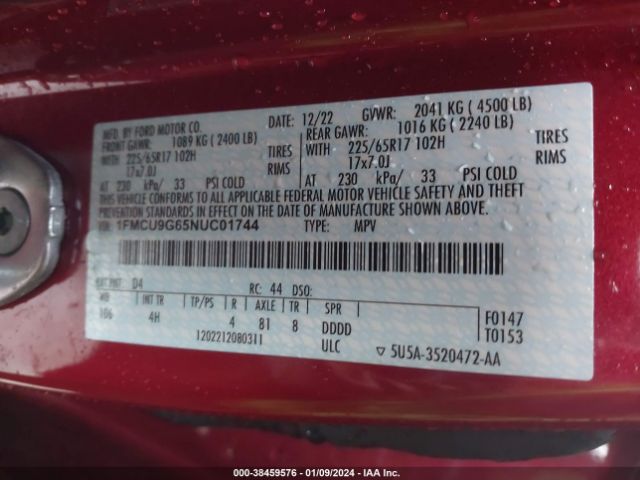 MFD. BY FORD MOTOR CO.
DATE: 12/22 GVWR: 2041 KG ( 4500 LB)
FRONT GAWR: 1089 KG ( 2400 LB)
REAR GAWR: 1016 KG ( 2240 LB)
WITH 225/65R17 102H TIRES
WITH 225/65R17 102H TIRES
17x7.0J RIMS
17x7.0J RIMS
AT 230 kPa/ 33 PSI COLD
AT 230 kPa/ 33 PSI COLD
THIS VEHICLE CONFORMS TO ALL APPLICABLE FEDERAL MOTOR VEHICLE SAFETY AND THEFT
PREVENTION STANDARDS IN EFFECT ON THE DATE OF MANUFACTURE SHOWN ABOVE.
VIN: 1FMCU9G65NUC01744 TYPE: MPV
EXT PNT: D4 RC: 44 DSO:
WB INT TR TP/PS R AXLE TR SPR
106 4H 4 81 8 DDDD
F0147
T0153
1202212080311 ULC
5U5A-3520472-AA
000-38459576 - 01/09/2024 - IAA Inc.